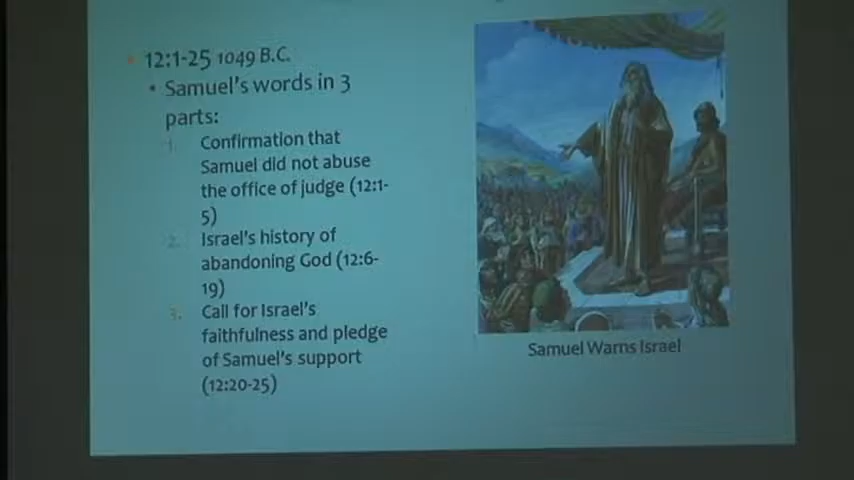 • 12:1-25 1049 B.C.
• Samuel's words in 3
parts:
1. Confirmation that
Samuel did not abuse
the office of judge (12:1-
5)
2. Israel's history of
abandoning God (12:6-
19)
3. Call for Israel's
faithfulness and pledge
of Samuel's support
(12:20-25)
Samuel Warns Israel